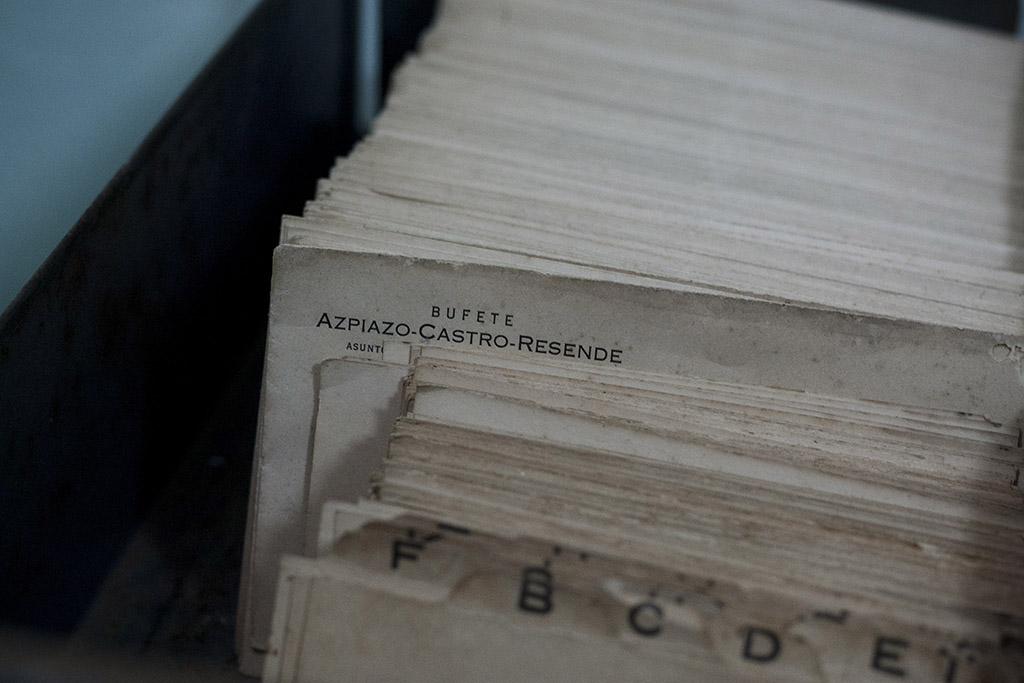 BUFETE
AZPIAZO-CASTRO-RESENDE
F B C D E